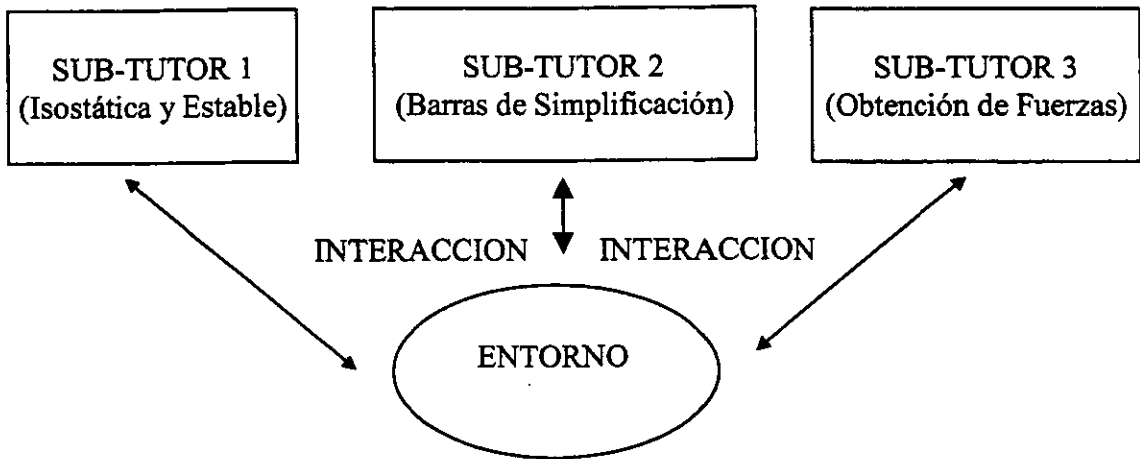 SUB-TUTOR 1
(Isostática y Estable)
SUB-TUTOR 2
(Barras de Simplificación)
SUB-TUTOR 3
(Obtención de Fuerzas)
INTERACCION
INTERACCION
ENTORNO